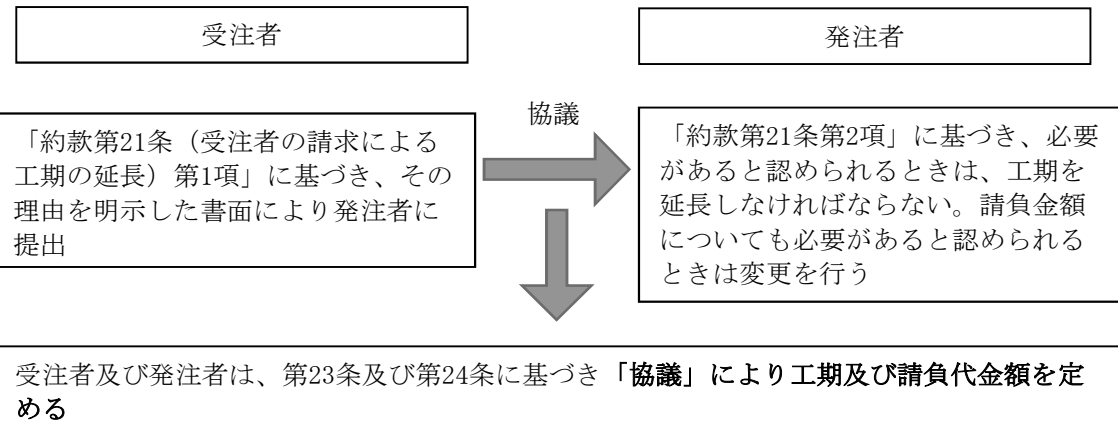 受注者
発注者
協議
「約款第21条（受注者の請求による
工期の延長）第1項」に基づき、その
理由を明示した書面により発注者に
提出
「約款第21条第2項」に基づき、必要
があると認められるときは、工期を
延長しなければならない。請負金額
についても必要があると認められる
ときは変更を行う
受注者及び発注者は、第23条及び第24条に基づき「協議」により工期及び請負代金額を定
める